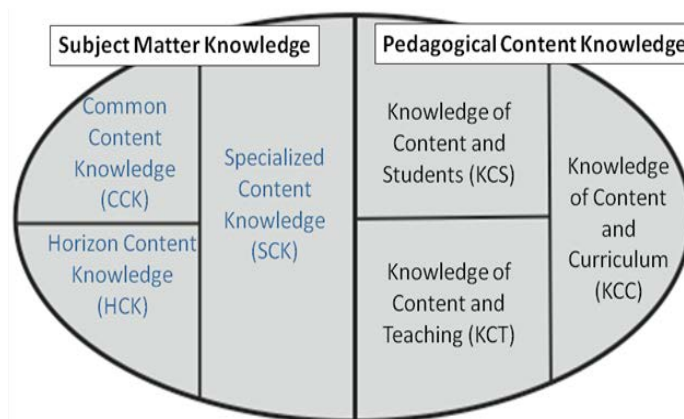 Subject Matter Knowledge
Pedagogical Content Knowledge
Common
Content
Knowledge
(CCK)
Horizon Content
Knowledge
(HCK)
Specialized
Content
Knowledge
(SCK)
Knowledge of
Content and
Students (KCS)
Knowledge of
Content and
Teaching (KCT)
Knowledge
of Content
and
Curriculum
(KCC)